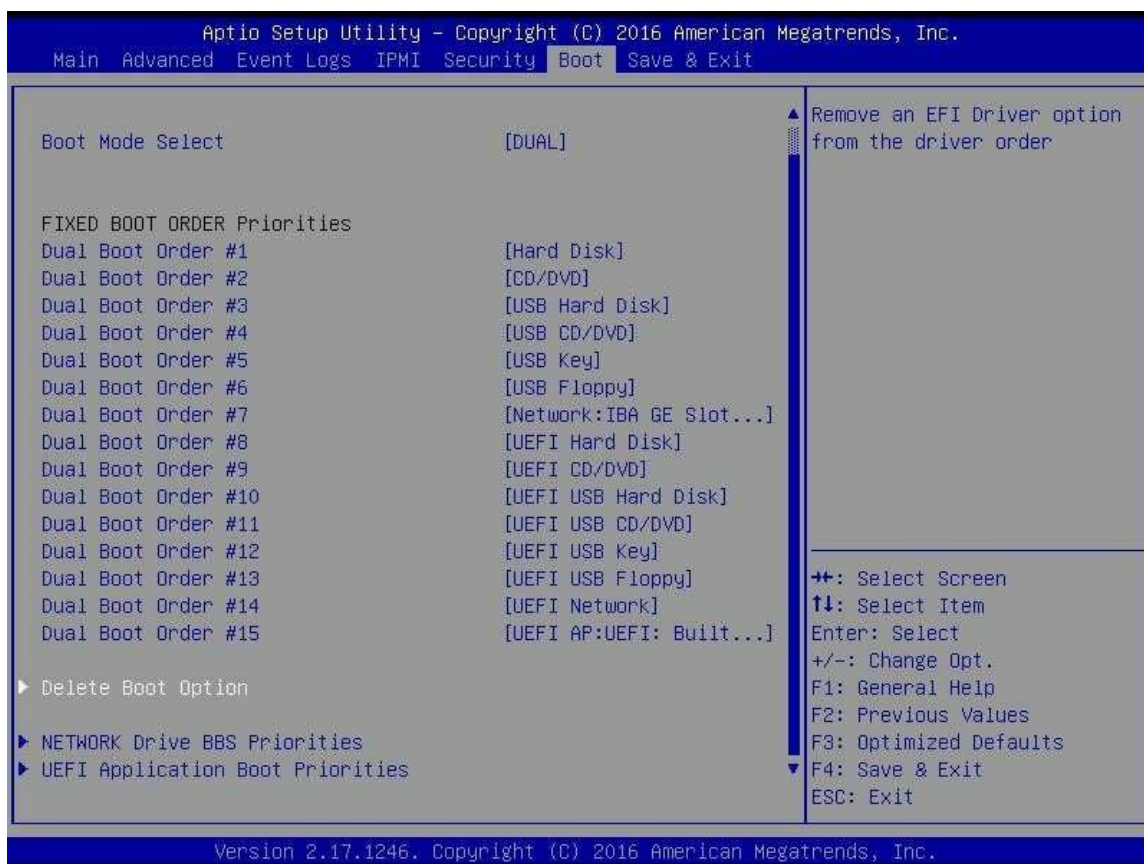 Aptio Setup Utility – Copyright (C) 2016 American Megatrends, Inc.
Main Advanced Event Logs IPMI Security Boot Save & Exit
Boot Mode Select [DUAL]
FIXED BOOT ORDER Priorities
Dual Boot Order #1 [Hard Disk]
Dual Boot Order #2 [CD/DVD]
Dual Boot Order #3 [USB Hard Disk]
Dual Boot Order #4 [USB CD/DVD]
Dual Boot Order #5 [USB Key]
Dual Boot Order #6 [USB Floppy]
Dual Boot Order #7 [Network:IBA GE Slot...]
Dual Boot Order #8 [UEFI Hard Disk]
Dual Boot Order #9 [UEFI CD/DVD]
Dual Boot Order #10 [UEFI USB Hard Disk]
Dual Boot Order #11 [UEFI USB CD/DVD]
Dual Boot Order #12 [UEFI USB Key]
Dual Boot Order #13 [UEFI USB Floppy]
Dual Boot Order #14 [UEFI Network]
Dual Boot Order #15 [UEFI AP:UEFI: Built...]
▶ Delete Boot Option
▶ NETWORK Drive BBS Priorities
▶ UEFI Application Boot Priorities
Remove an EFI Driver option
from the driver order
→←: Select Screen
↑↓: Select Item
Enter: Select
+/-: Change Opt.
F1: General Help
F2: Previous Values
F3: Optimized Defaults
F4: Save & Exit
ESC: Exit
Version 2.17.1246. Copyright (C) 2016 American Megatrends, Inc.